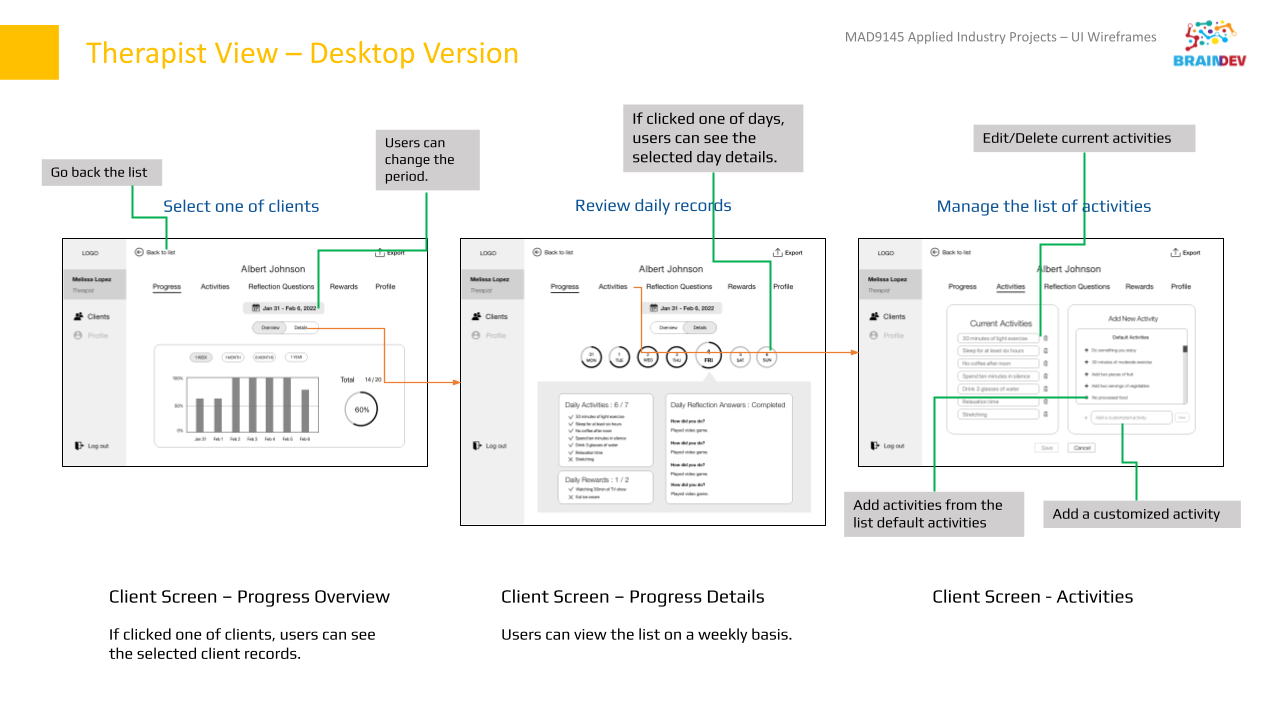 Therapist View – Desktop Version
MAD9145 Applied Industry Projects – UI Wireframes
BRAINDEV
Go back the list
Users can
change the
period.
If clicked one of days,
users can see the
selected day details.
Edit/Delete current activities
Select one of clients
Review daily records
Manage the list of activities
LOGO
Back to list
Export
Albert Johnson
Melissa Lopez
Therapist
Progress
Activities
Reflection Questions
Rewards
Profile
Clients
Profile
Jan 31 - Feb 6, 2022
Overview
Details
1 WEEK
1 MONTH
6 MONTHS
1 YEAR
100%
50%
0%
Jan 31
Feb 1
Feb 2
Feb 3
Feb 4
Feb 5
Feb 6
Total 14/20
60%
Log out
LOGO
Back to list
Export
Albert Johnson
Melissa Lopez
Therapist
Progress
Activities
Reflection Questions
Rewards
Profile
Clients
Profile
Jan 31 - Feb 6, 2022
Overview
Details
31 MON
1 TUE
2 WED
3 THU
4 FRI
5 SAT
6 SUN
Daily Activities : 6 / 7
30 minutes of light exercise
Sleep for at least six hours
No coffee after noon
Spend ten minutes in silence
Drink 3 glasses of water
Relaxation time
Stretching
Daily Rewards : 1 / 2
Watching 30min of TV show
Eat ice cream
Daily Reflection Answers : Completed
How did you do?
Played video game.
How did you do?
Played video game.
How did you do?
Played video game.
How did you do?
Played video game.
Log out
LOGO
Back to list
Export
Albert Johnson
Melissa Lopez
Therapist
Progress
Activities
Reflection Questions
Rewards
Profile
Clients
Profile
Current Activities
30 minutes of light exercise
Sleep for at least six hours
No coffee after noon
Spend ten minutes in silence
Drink 3 glasses of water
Relaxation time
Stretching
Add New Activity
Default Activities
Do something you enjoy
30 minutes of moderate exercise
Add two pieces of fruit
Add two servings of vegetables
No processed food
Add a customized activity
Save
Cancel
Log out
Add activities from the
list default activities
Add a customized activity
Client Screen – Progress Overview
If clicked one of clients, users can see
the selected client records.
Client Screen – Progress Details
Users can view the list on a weekly basis.
Client Screen - Activities